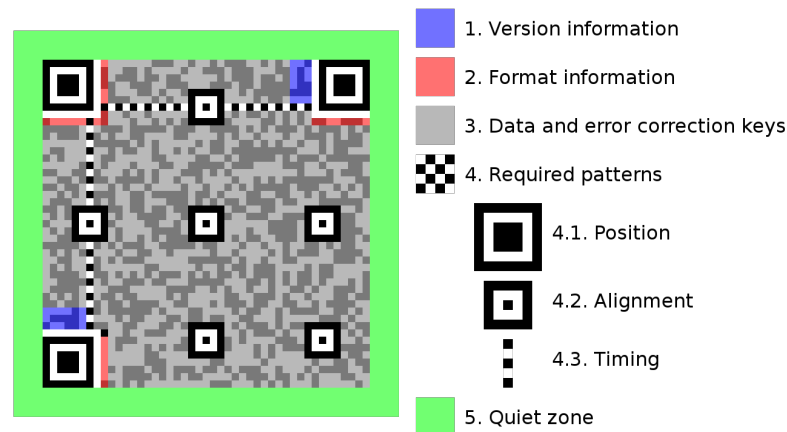 1. Version information
2. Format information
3. Data and error correction keys
4. Required patterns
4.1. Position
4.2. Alignment
4.3. Timing
5. Quiet zone